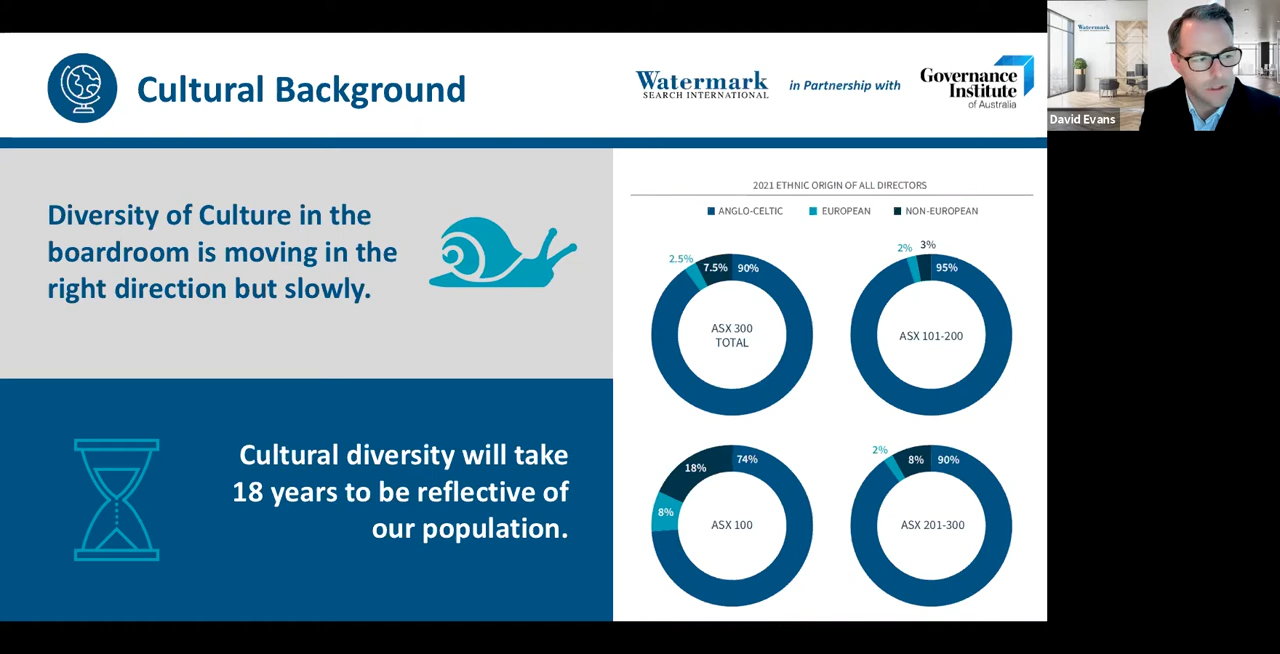 Cultural Background
Watermark
SEARCH INTERNATIONAL
in Partnership with
Governance
Institute
of Australia
Watermark
David Evans
Diversity of Culture in the
boardroom is moving in the
right direction but slowly.
Cultural diversity will take
18 years to be reflective of
our population.
2021 ETHNIC ORIGIN OF ALL DIRECTORS
ANGLO-CELTIC EUROPEAN NON-EUROPEAN
2.5% 7.5% 90%
ASX 300
TOTAL
2% 3% 95%
ASX 101-200
8% 18% 74%
ASX 100
2% 8% 90%
ASX 201-300